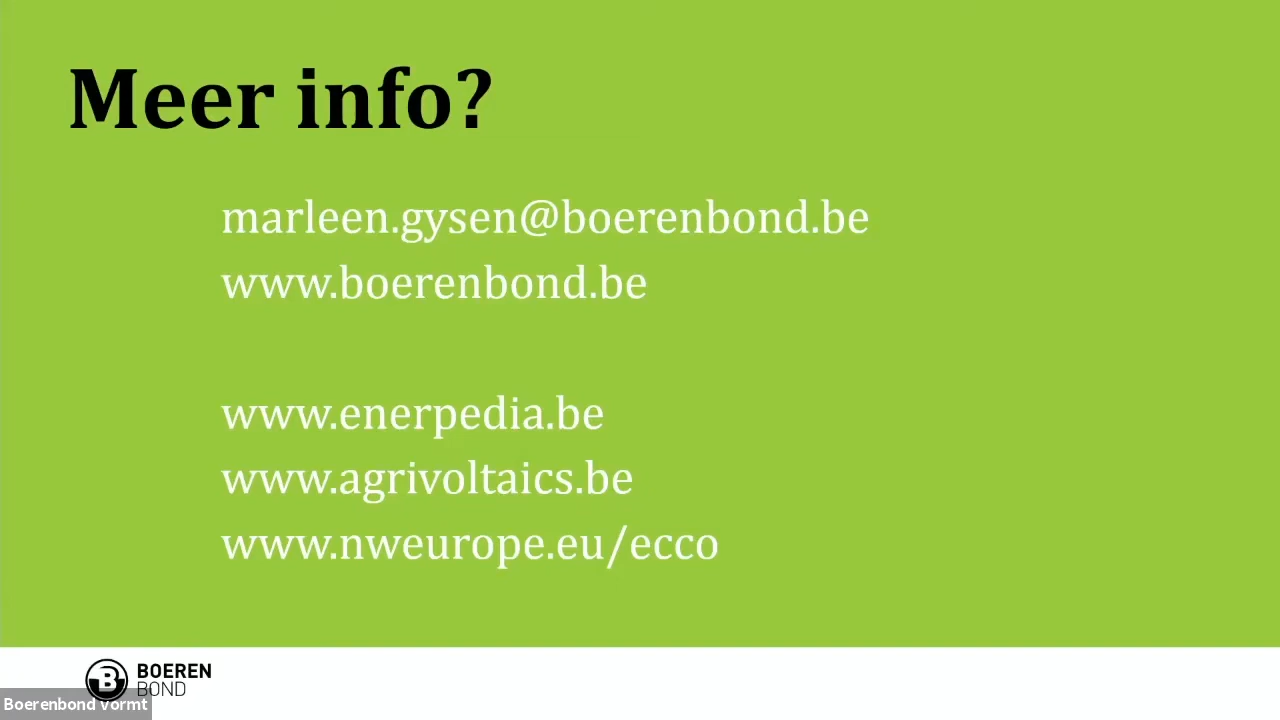 Meer info?
marleen.gysen@boerenbond.be
www.boerenbond.be
www.enerpedia.be
www.agrivoltaics.be
www.nweurope.eu/ecco
B BOEREN
BOND
Boerenbond Vormt